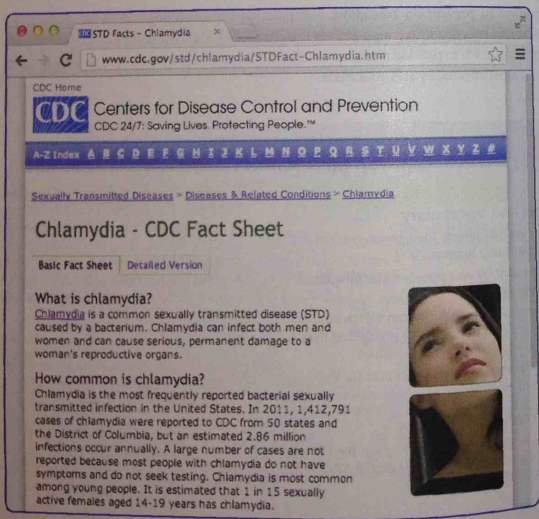 STD Facts - Chlamydia
www.cdc.gov/std/chlamydia/STDFact-Chlamydia.htm
CDC Home
CDC
Centers for Disease Control and Prevention
CDC 24/7: Saving Lives. Protecting People.™
A-Z Index A B C D E F G H I J K L M N O P Q R S T U V W X Y Z #
Sexually Transmitted Diseases > Diseases & Related Conditions > Chlamydia
Chlamydia - CDC Fact Sheet
Basic Fact Sheet Detailed Version
What is chlamydia?
Chlamydia is a common sexually transmitted disease (STD)
caused by a bacterium. Chlamydia can infect both men and
women and can cause serious, permanent damage to a
woman's reproductive organs.
How common is chlamydia?
Chlamydia is the most frequently reported bacterial sexually
transmitted infection in the United States. In 2011, 1,412,791
cases of chlamydia were reported to CDC from 50 states and
the District of Columbia, but an estimated 2.86 million
infections occur annually. A large number of cases are not
reported because most people with chlamydia do not have
symptoms and do not seek testing. Chlamydia is most common
among young people. It is estimated that 1 in 15 sexually
active females aged 14-19 years has chlamydia.